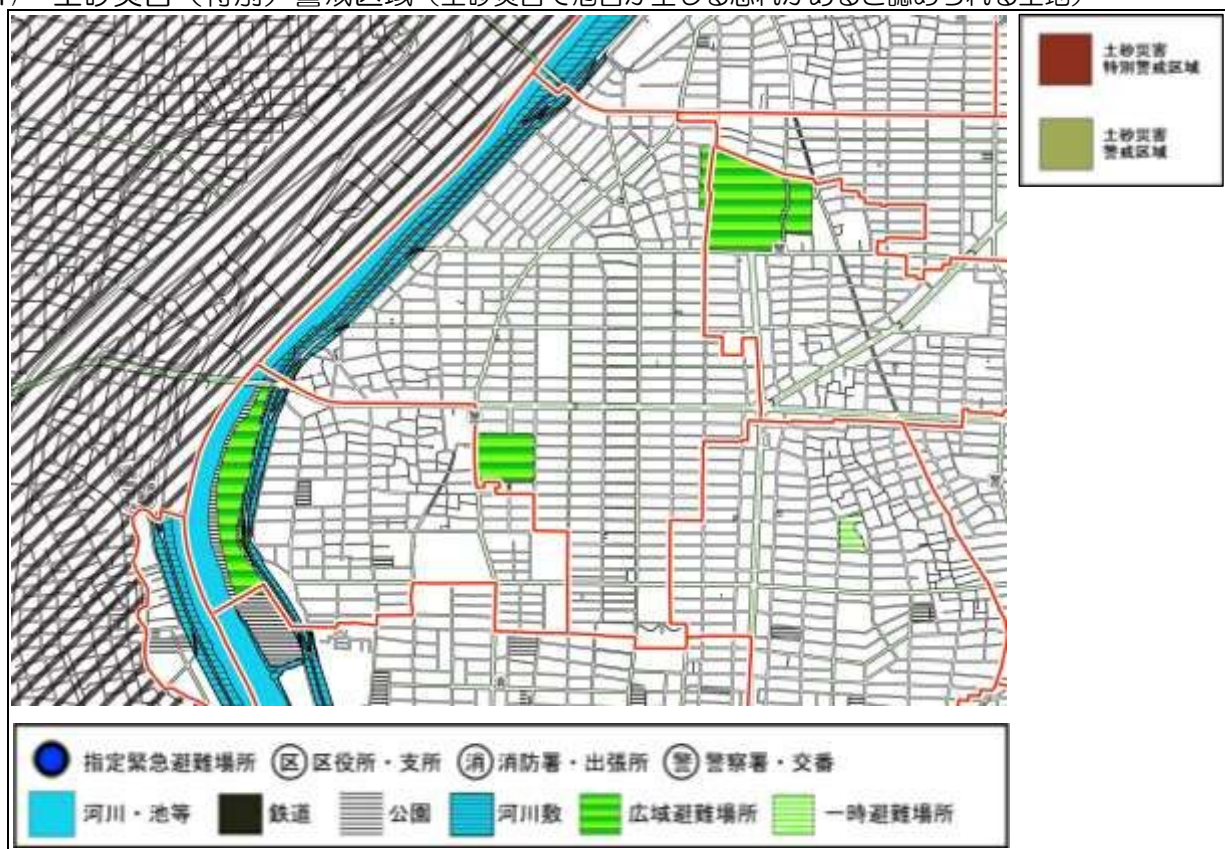 土砂災害（特別）警戒区域（土砂災害で危害が生じる恐れがあると認められる土地）
土砂災害
特別警戒区域
土砂災害
警戒区域
指定緊急避難場所 区 区役所・支所 消 消防署・出張所 警 警察署・交番
河川・池等 鉄道 公園 河川敷 広域避難場所 一時避難場所